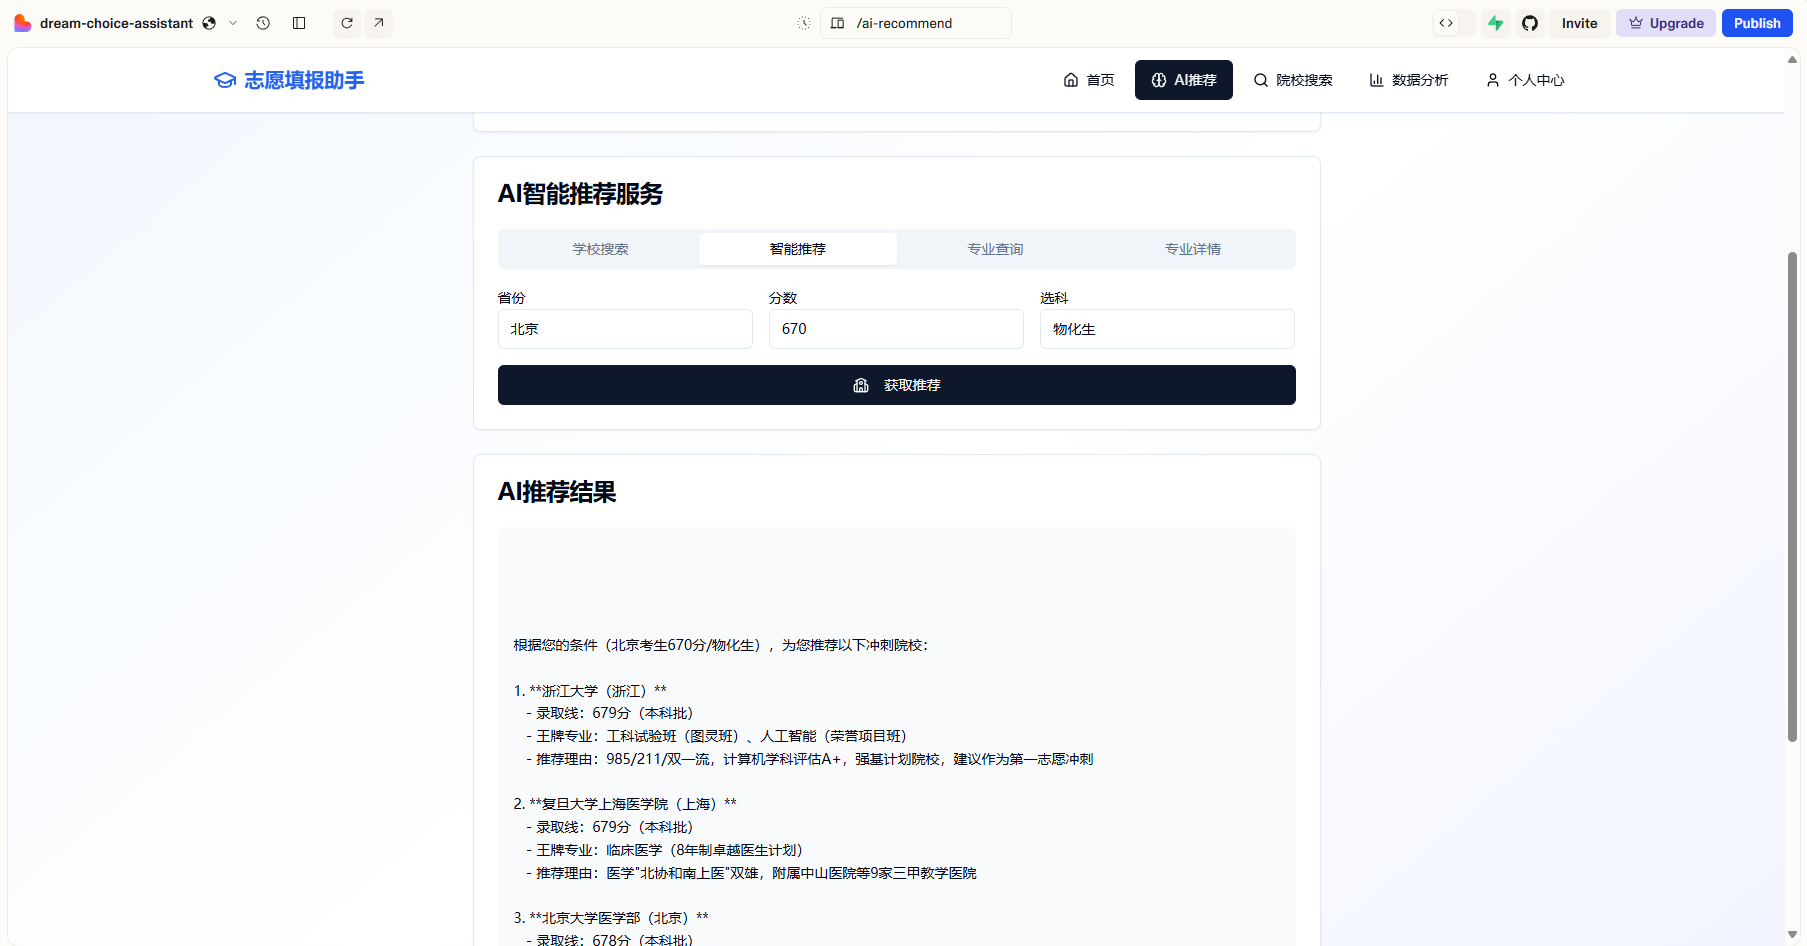 dream-choice-assistant
/ai-recommend
Invite
Upgrade
Publish
志愿填报助手
首页
AI推荐
院校搜索
数据分析
个人中心
AI智能推荐服务
学校搜索
智能推荐
专业查询
专业详情
省份
分数
选科
北京
670
物化生
获取推荐
AI推荐结果
根据您的条件（北京考生670分/物化生），为您推荐以下冲刺院校：
1. **浙江大学（浙江）**
- 录取线：679分（本科批）
- 王牌专业：工科试验班（图灵班）、人工智能（荣誉项目班）
- 推荐理由：985/211/双一流，计算机学科评估A+，强基计划院校，建议作为第一志愿冲刺
2. **复旦大学上海医学院（上海）**
- 录取线：679分（本科批）
- 王牌专业：临床医学（8年制卓越医生计划）
- 推荐理由：医学"北协和南上医"双雄，附属中山医院等9家三甲教学医院
3. **北京大学医学部（北京）**
- 录取线：678分（本科批）